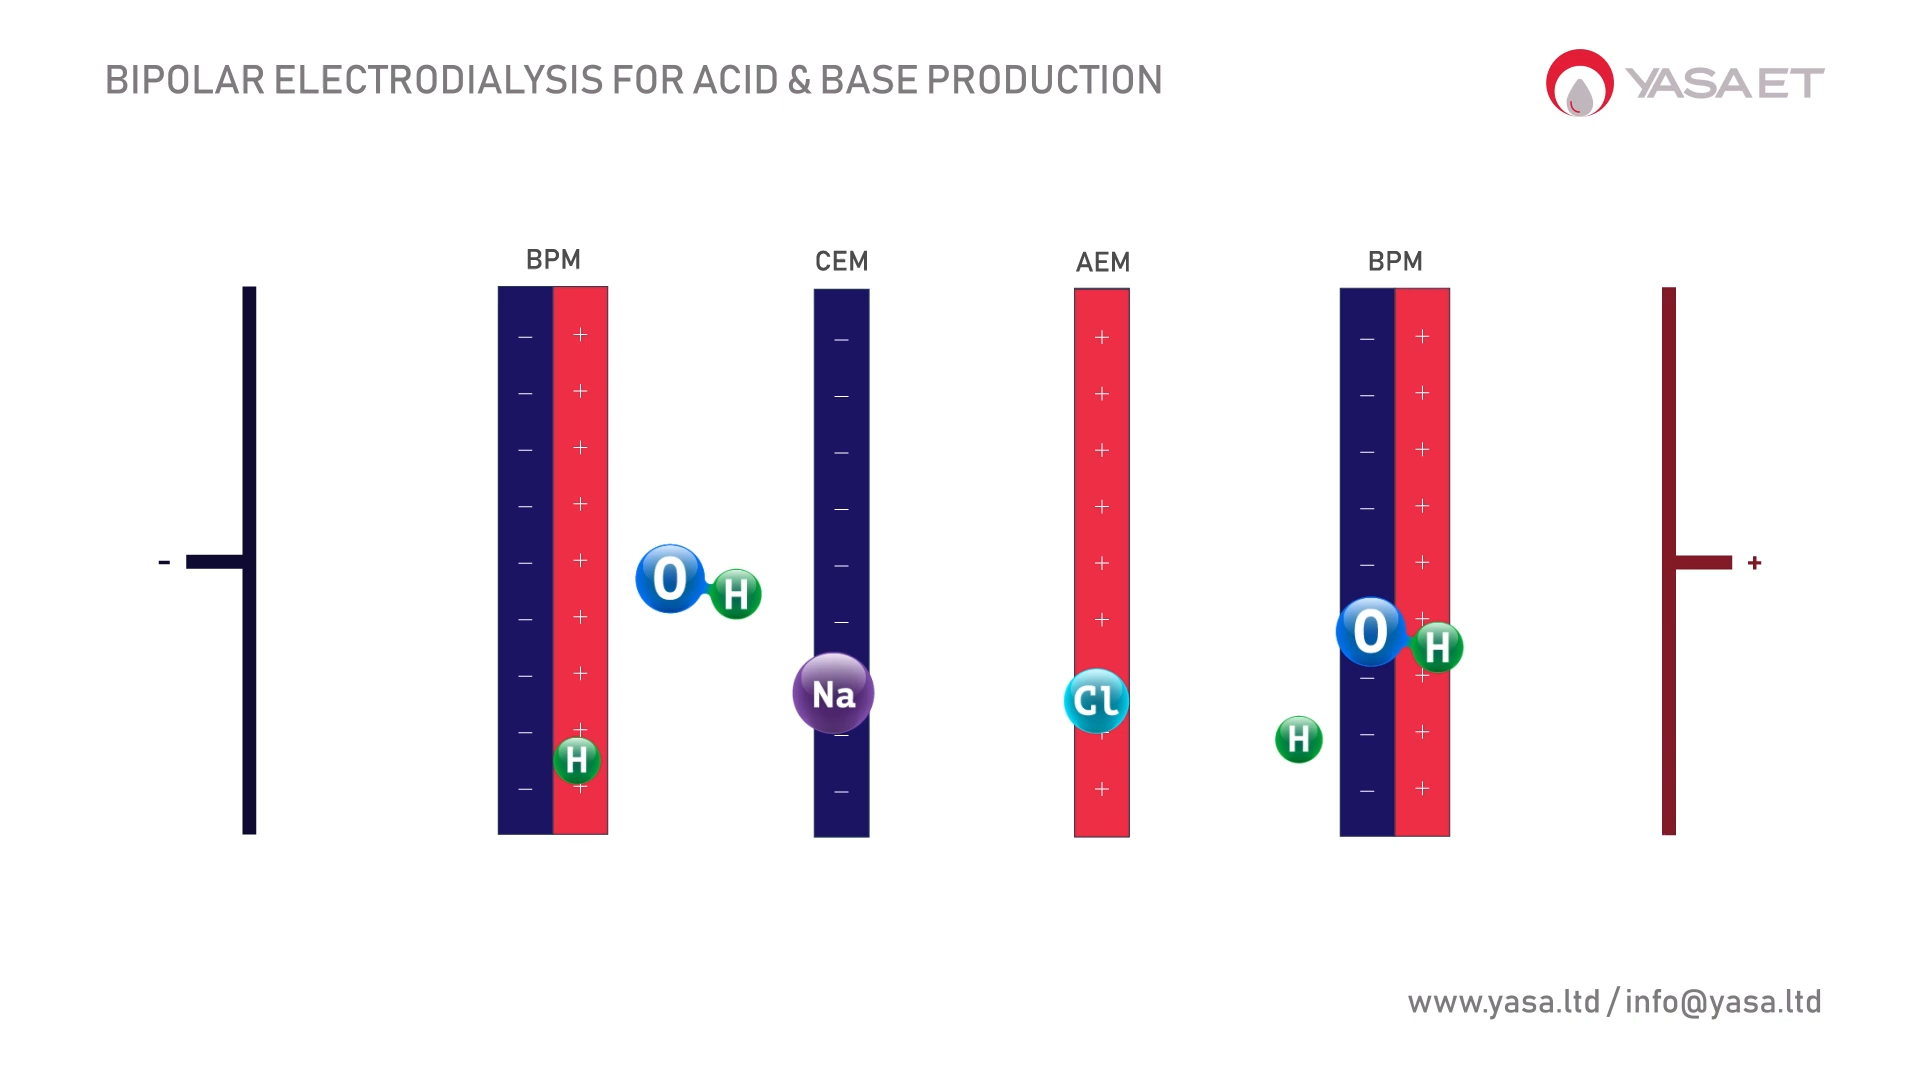 BIPOLAR ELECTRODIALYSIS FOR ACID & BASE PRODUCTION
YASA ET
BPM
CEM
AEM
BPM
-
+
O H
Na
Cl
O H
H
H
www.yasa.ltd / info@yasa.ltd